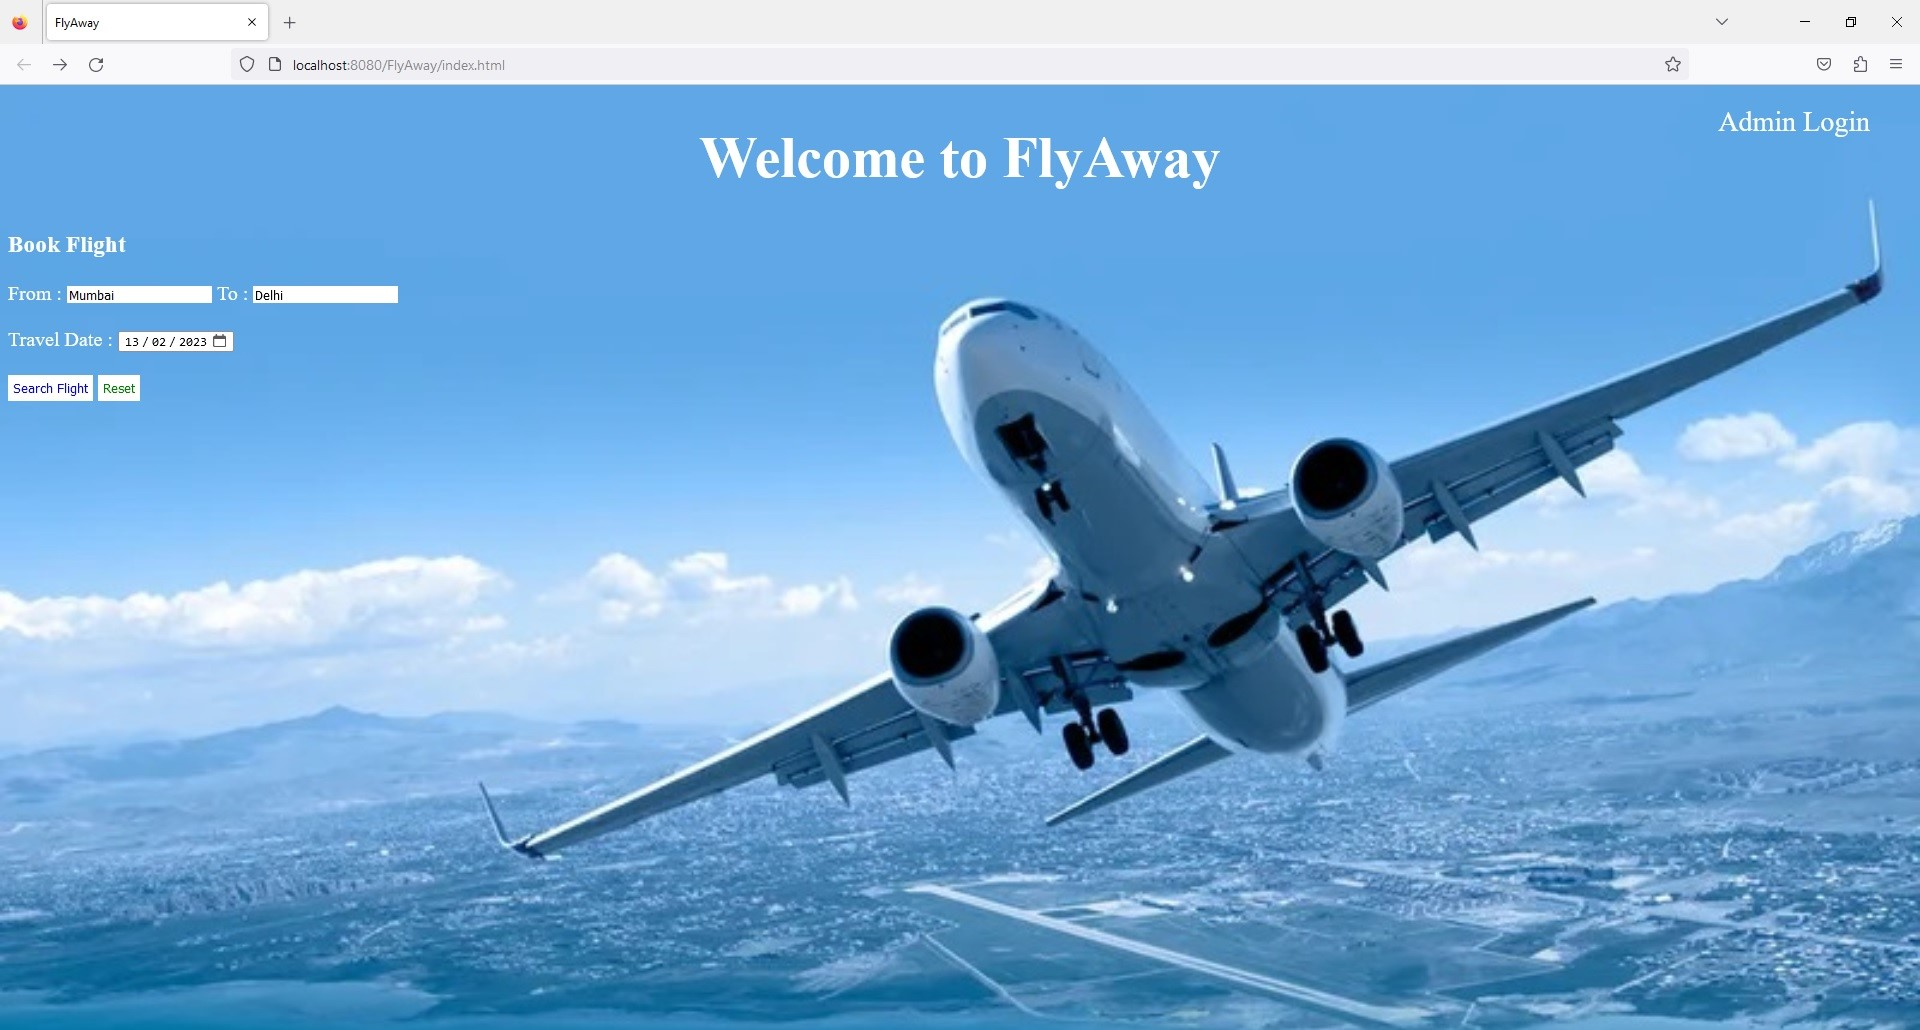 FlyAway
localhost:8080/FlyAway/index.html
Admin Login
Welcome to FlyAway
Book Flight
From : Mumbai To : Delhi
Travel Date : 13 / 02 / 2023
Search Flight Reset